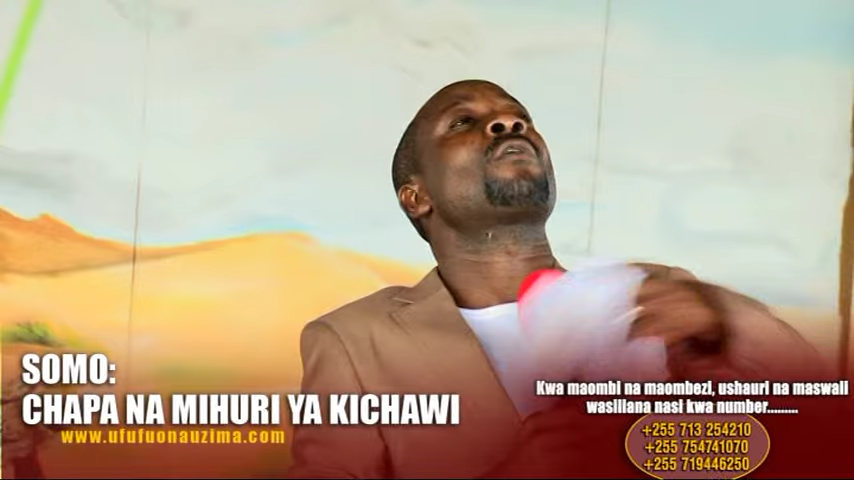 SOMO:
CHAPA NA MIHURI YA KICHAWI
www.ufufuonauzima.com
Kwa maombi na maombezi, ushauri na maswali
wasiliana nasi kwa number.........
+255 713 254210
+255 754741070
+255 719446250